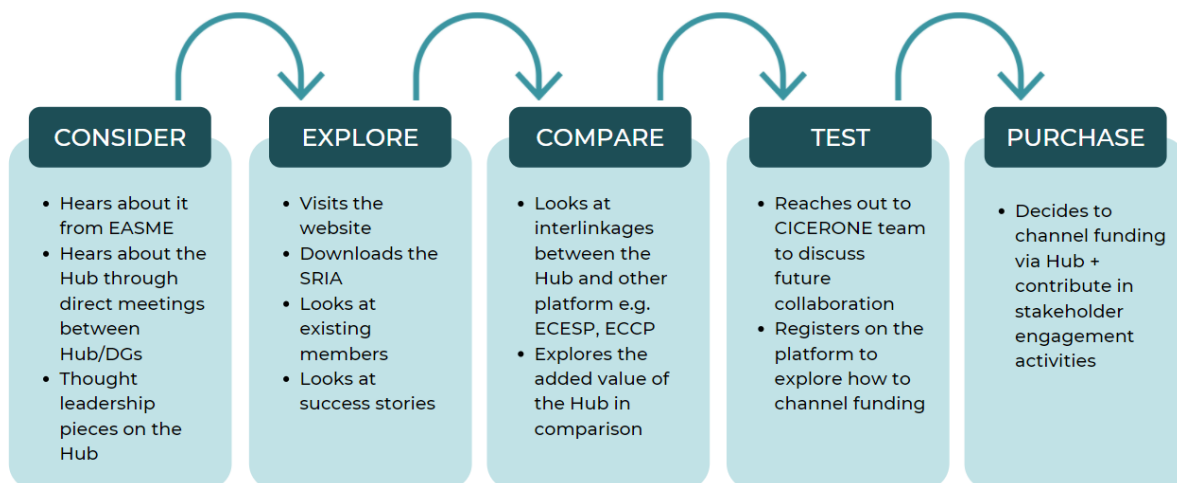 CONSIDER
• Hears about it
from EASME
• Hears about the
Hub through
direct meetings
between
Hub/DGs
• Thought
leadership
pieces on the
Hub
EXPLORE
• Visits the
website
• Downloads the
SRIA
• Looks at
existing
members
• Looks at
success stories
COMPARE
• Looks at
interlinkages
between the
Hub and other
platform e.g.
ECESP, ECCP
• Explores the
added value of
the Hub in
comparison
TEST
• Reaches out to
CICERONE team
to discuss
future
collaboration
• Registers on the
platform to
explore how to
channel funding
PURCHASE
• Decides to
channel funding
via Hub +
contribute in
stakeholder
engagement
activities